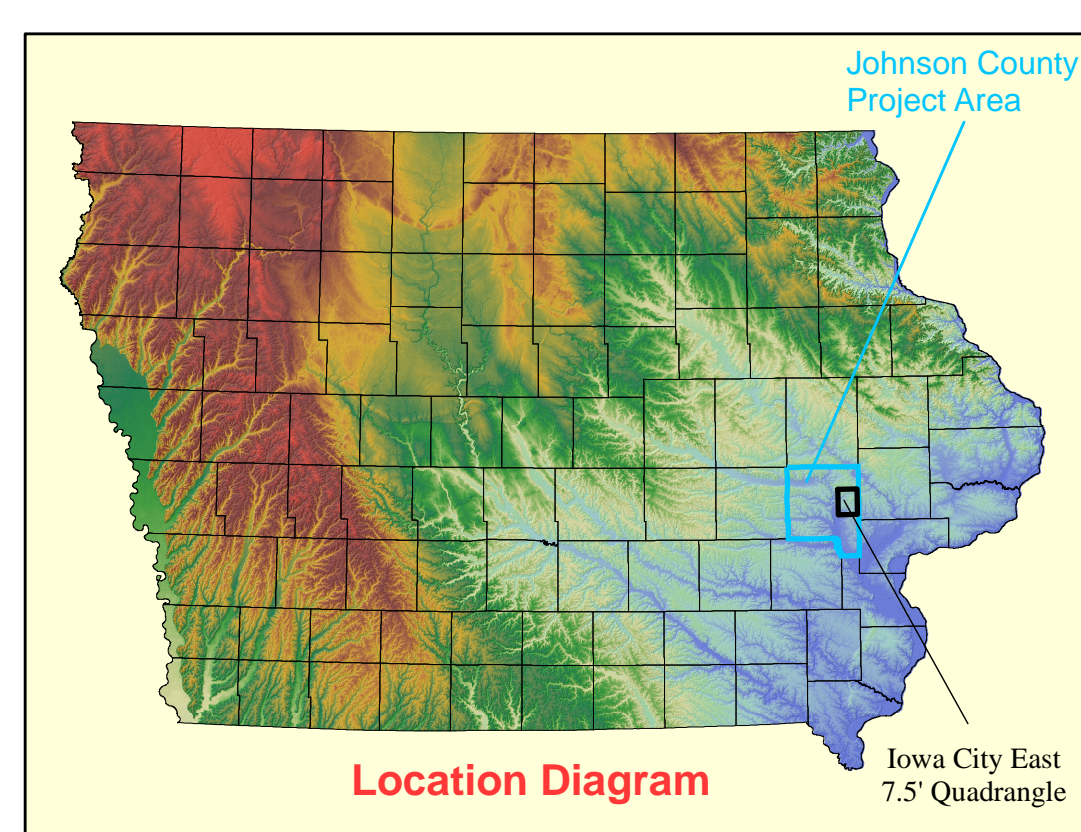 Johnson County
Project Area
Location Diagram
Iowa City East
7.5' Quadrangle